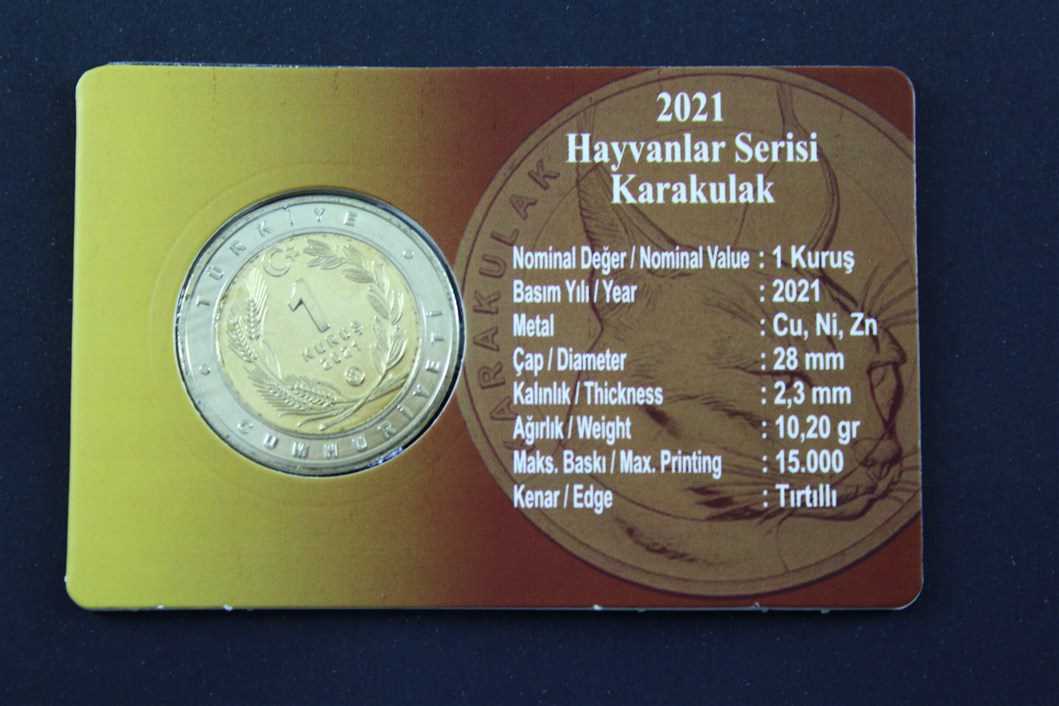 2021
Hayvanlar Serisi
Karakulak
Nominal Değer / Nominal Value : 1 Kuruş
Basım Yılı / Year : 2021
Metal : Cu, Ni, Zn
Çap / Diameter : 28 mm
Kalınlık / Thickness : 2,3 mm
Ağırlık / Weight : 10,20 gr
Maks. Baskı / Max. Printing : 15.000
Kenar / Edge : Tırtıllı
TÜRKİYE
CUMHURİYETİ
1
KURUŞ
2021
ARAKULAK